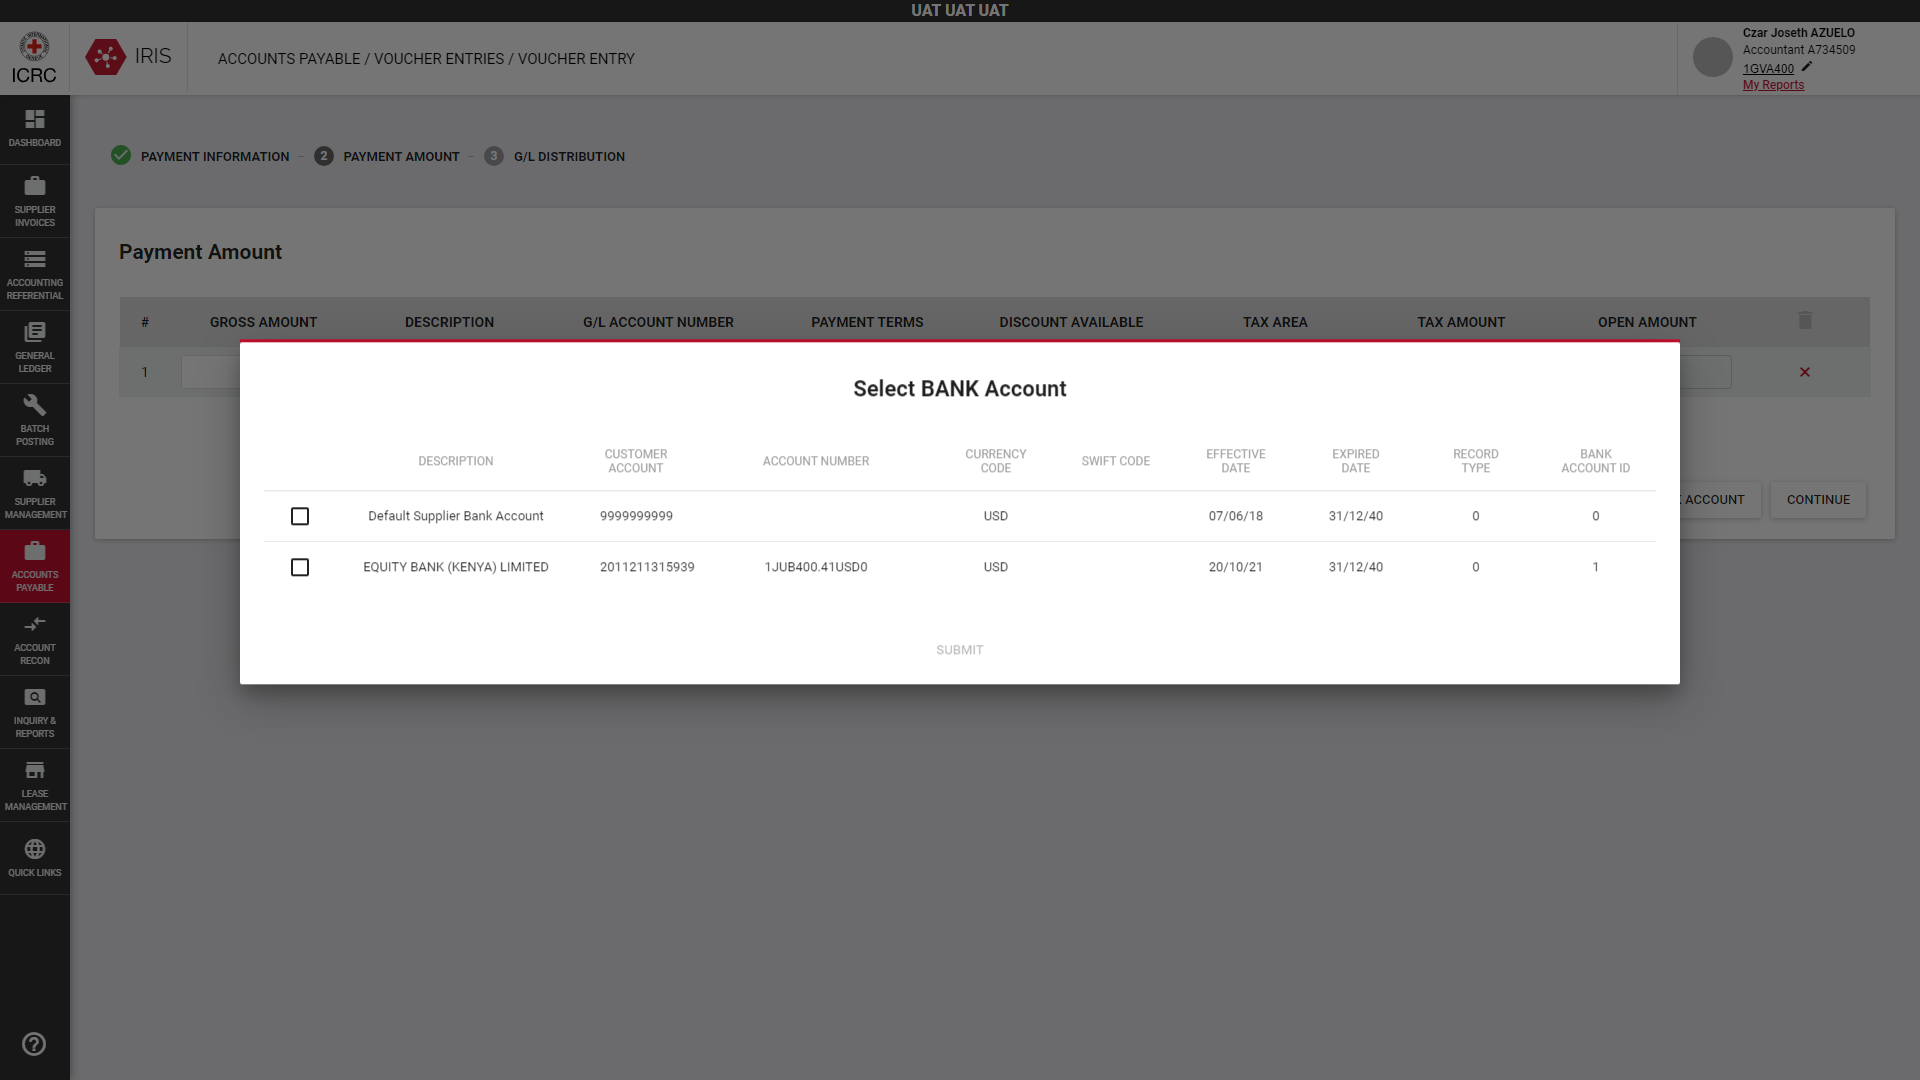 UAT UAT UAT
ICRC
IRIS
ACCOUNTS PAYABLE / VOUCHER ENTRIES / VOUCHER ENTRY
Czar Joseth AZUELO
Accountant A734509
1GVA400
My Reports
DASHBOARD
SUPPLIER
INVOICES
ACCOUNTING
REFERENTIAL
GENERAL
LEDGER
BATCH
POSTING
SUPPLIER
MANAGEMENT
ACCOUNTS
PAYABLE
ACCOUNT
RECON
INQUIRY &
REPORTS
LEASE
MANAGEMENT
QUICK LINKS
PAYMENT INFORMATION
2 PAYMENT AMOUNT
3 G/L DISTRIBUTION
Payment Amount
# GROSS AMOUNT DESCRIPTION G/L ACCOUNT NUMBER PAYMENT TERMS DISCOUNT AVAILABLE TAX AREA TAX AMOUNT OPEN AMOUNT
1
ACCOUNT
CONTINUE
Select BANK Account
DESCRIPTION CUSTOMER ACCOUNT ACCOUNT NUMBER CURRENCY CODE SWIFT CODE EFFECTIVE DATE EXPIRED DATE RECORD TYPE BANK ACCOUNT ID
Default Supplier Bank Account 9999999999 USD 07/06/18 31/12/40 0 0
EQUITY BANK (KENYA) LIMITED 2011211315939 1JUB400.41USD0 USD 20/10/21 31/12/40 0 1
SUBMIT